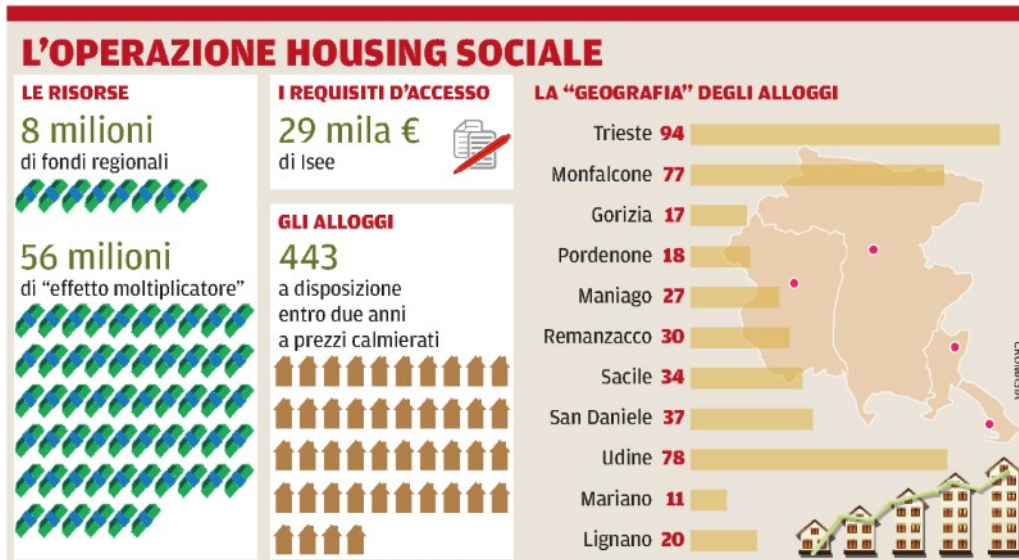 L'OPERAZIONE HOUSING SOCIALE
LE RISORSE
8 milioni
di fondi regionali
56 milioni
di “effetto moltiplicatore”
I REQUISITI D'ACCESSO
29 mila €
di Isee
GLI ALLOGGI
443
a disposizione
entro due anni
a prezzi calmierati
LA “GEOGRAFIA” DEGLI ALLOGGI
Trieste 94
Monfalcone 77
Gorizia 17
Pordenone 18
Maniago 27
Remanzacco 30
Sacile 34
San Daniele 37
Udine 78
Mariano 11
Lignano 20